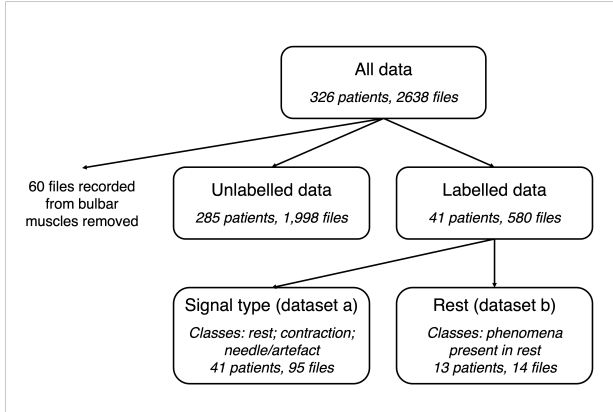 All data
326 patients, 2638 files
60 files recorded
from bulbar
muscles removed
Unlabelled data
285 patients, 1,998 files
Labelled data
41 patients, 580 files
Signal type (dataset a)
Classes: rest; contraction;
needle/artefact
41 patients, 95 files
Rest (dataset b)
Classes: phenomena
present in rest
13 patients, 14 files